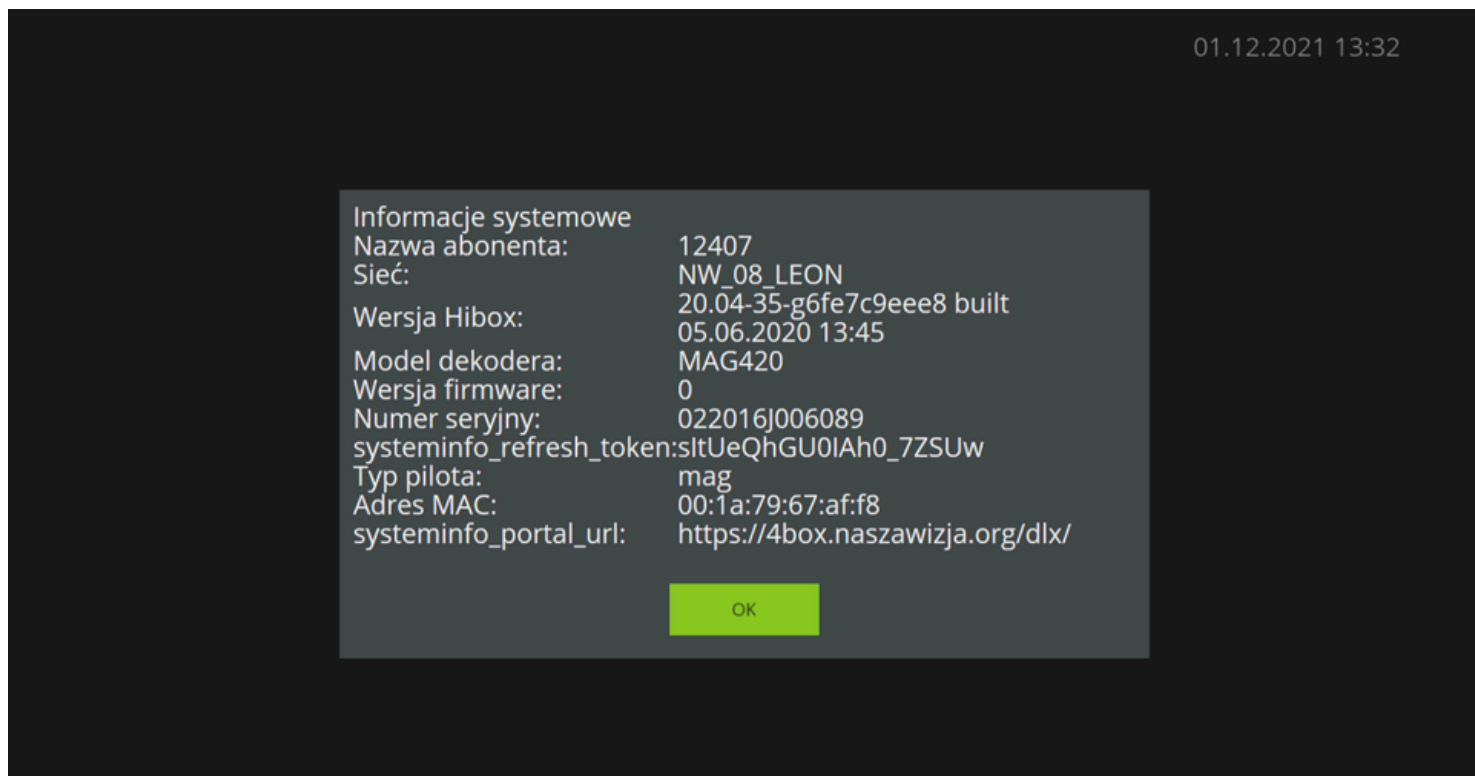 01.12.2021 13:32
Informacje systemowe
Nazwa abonenta: 12407
Sieć: NW_08_LEON
Wersja Hibox: 20.04-35-g6fe7c9eee8 built
05.06.2020 13:45
Model dekodera: MAG420
Wersja firmware: 0
Numer seryjny: 022016J006089
systeminfo_refresh_token:sItUeQhGU0IAh0_7ZSUw
Typ pilota: mag
Adres MAC: 00:1a:79:67:af:f8
systeminfo_portal_url: https://4box.naszawizja.org/dlx/
OK